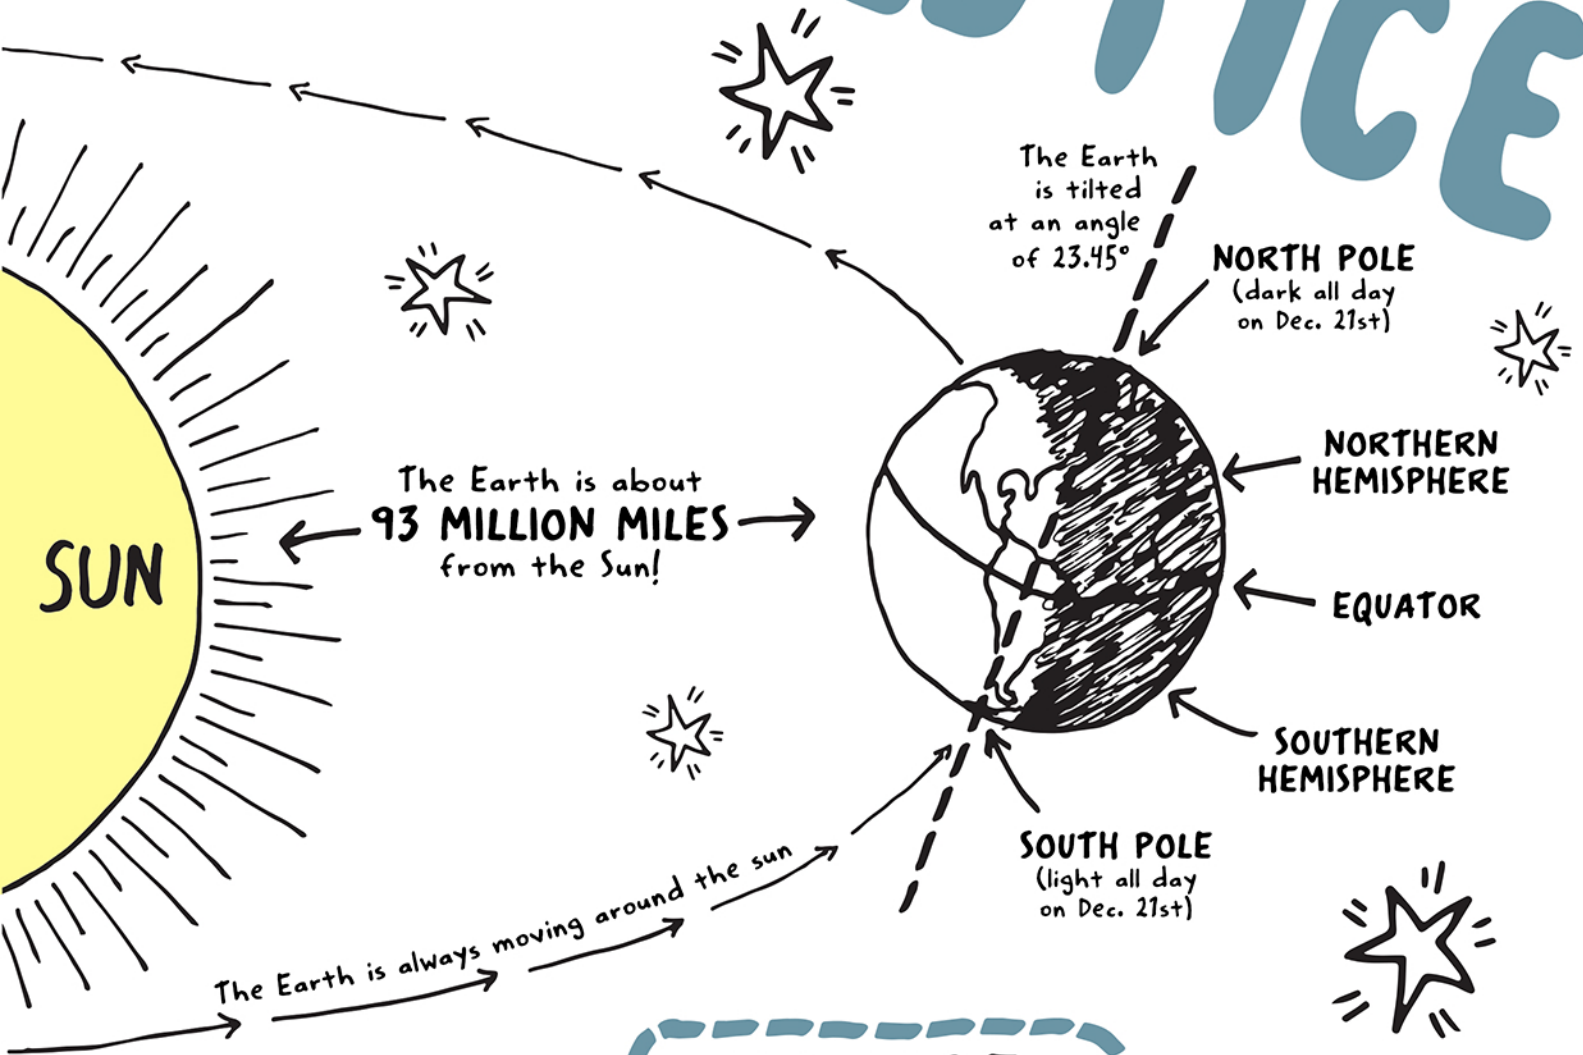 STICE
The Earth
is tilted
at an angle
of 23.45°
NORTH POLE
(dark all day
on Dec. 21st)
NORTHERN
HEMISPHERE
The Earth is about
93 MILLION MILES
from the Sun!
SUN
EQUATOR
SOUTHERN
HEMISPHERE
SOUTH POLE
(light all day
on Dec. 21st)
The Earth is always moving around the sun